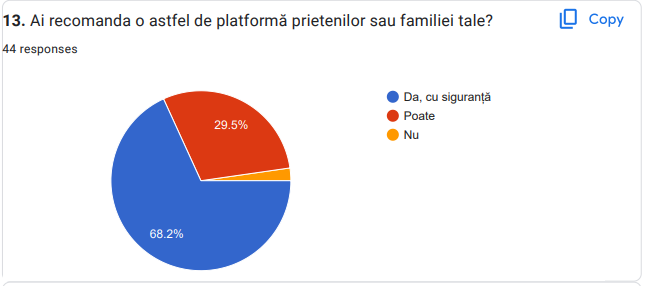 13. Ai recomanda o astfel de platformă prietenilor sau familiei tale?
Copy
44 responses
Da, cu siguranță
Poate
Nu
29.5%
68.2%